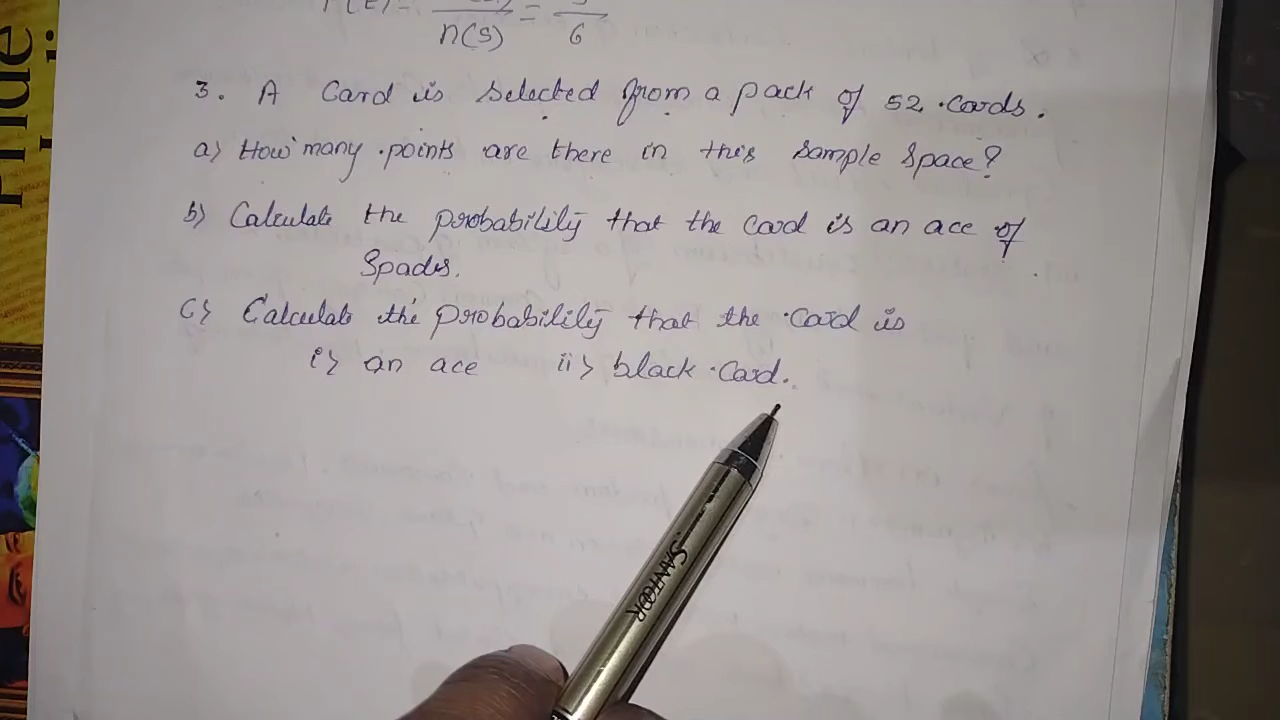 n(S) = 6
3. A Card is selected from a pack of 52 cards.
a) How many points are there in this sample space?
b) Calculate the probability that the card is an ace of
Spades.
c) Calculate the probability that the card is
i) an ace ii) black card.
SANTOOR